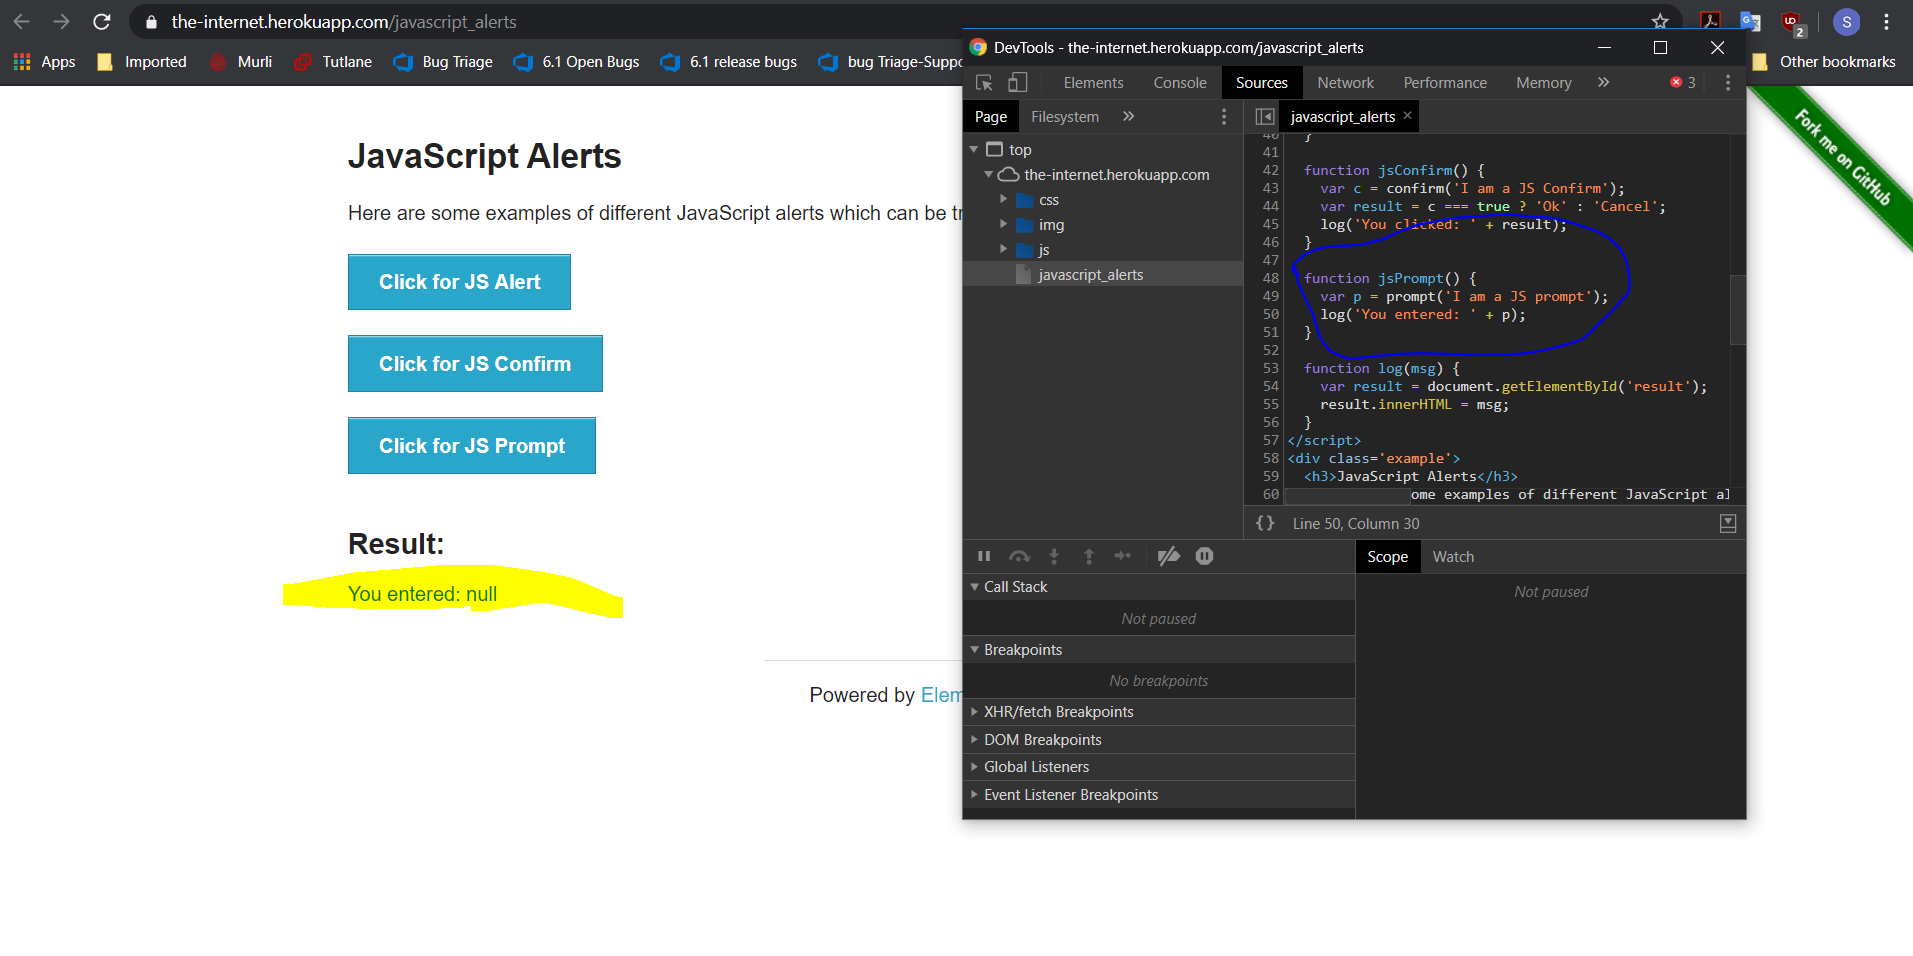 the-internet.herokuapp.com/javascript_alerts
S
2
Apps Imported Murli Tutlane Bug Triage 6.1 Open Bugs 6.1 release bugs bug Triage-Suppo Other bookmarks
JavaScript Alerts
Here are some examples of different JavaScript alerts which can be tr
Click for JS Alert
Click for JS Confirm
Click for JS Prompt
Result:
You entered: null
Powered by Elem
Fork me on GitHub
DevTools - the-internet.herokuapp.com/javascript_alerts
Elements Console Sources Network Performance Memory » 3
Page Filesystem »
top
the-internet.herokuapp.com
css
img
js
javascript_alerts
javascript_alerts ×
40 }
41
42 function jsConfirm() {
43 var c = confirm('I am a JS Confirm');
44 var result = c === true ? 'Ok' : 'Cancel';
45 log('You clicked: ' + result);
46 }
47
48 function jsPrompt() {
49 var p = prompt('I am a JS prompt');
50 log('You entered: ' + p);
51 }
52
53 function log(msg) {
54 var result = document.getElementById('result');
55 result.innerHTML = msg;
56 }
57 </script>
58 <div class='example'>
59 <h3>JavaScript Alerts</h3>
60 ome examples of different JavaScript al
{} Line 50, Column 30
Call Stack
Not paused
Breakpoints
No breakpoints
XHR/fetch Breakpoints
DOM Breakpoints
Global Listeners
Event Listener Breakpoints
Scope Watch
Not paused